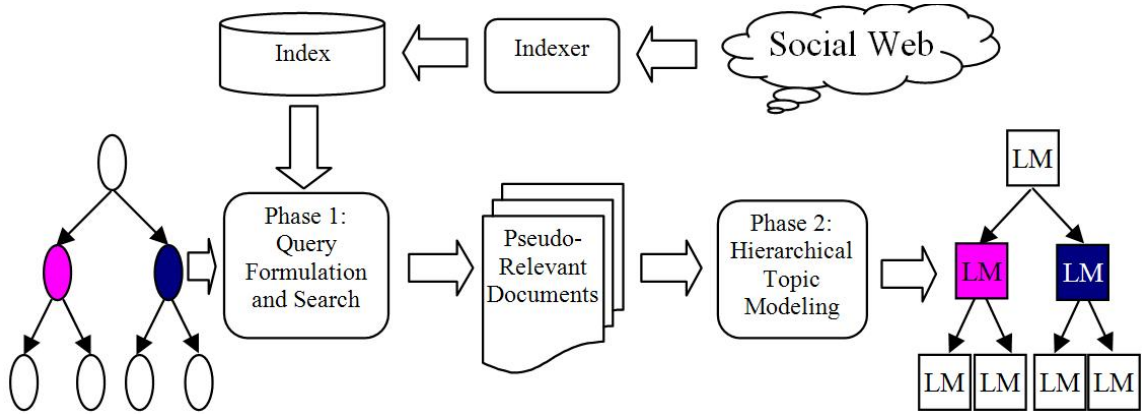 Index
Indexer
Social Web
Phase 1:
Query
Formulation
and Search
Pseudo-
Relevant
Documents
Phase 2:
Hierarchical
Topic
Modeling
LM
LM
LM
LM
LM
LM
LM